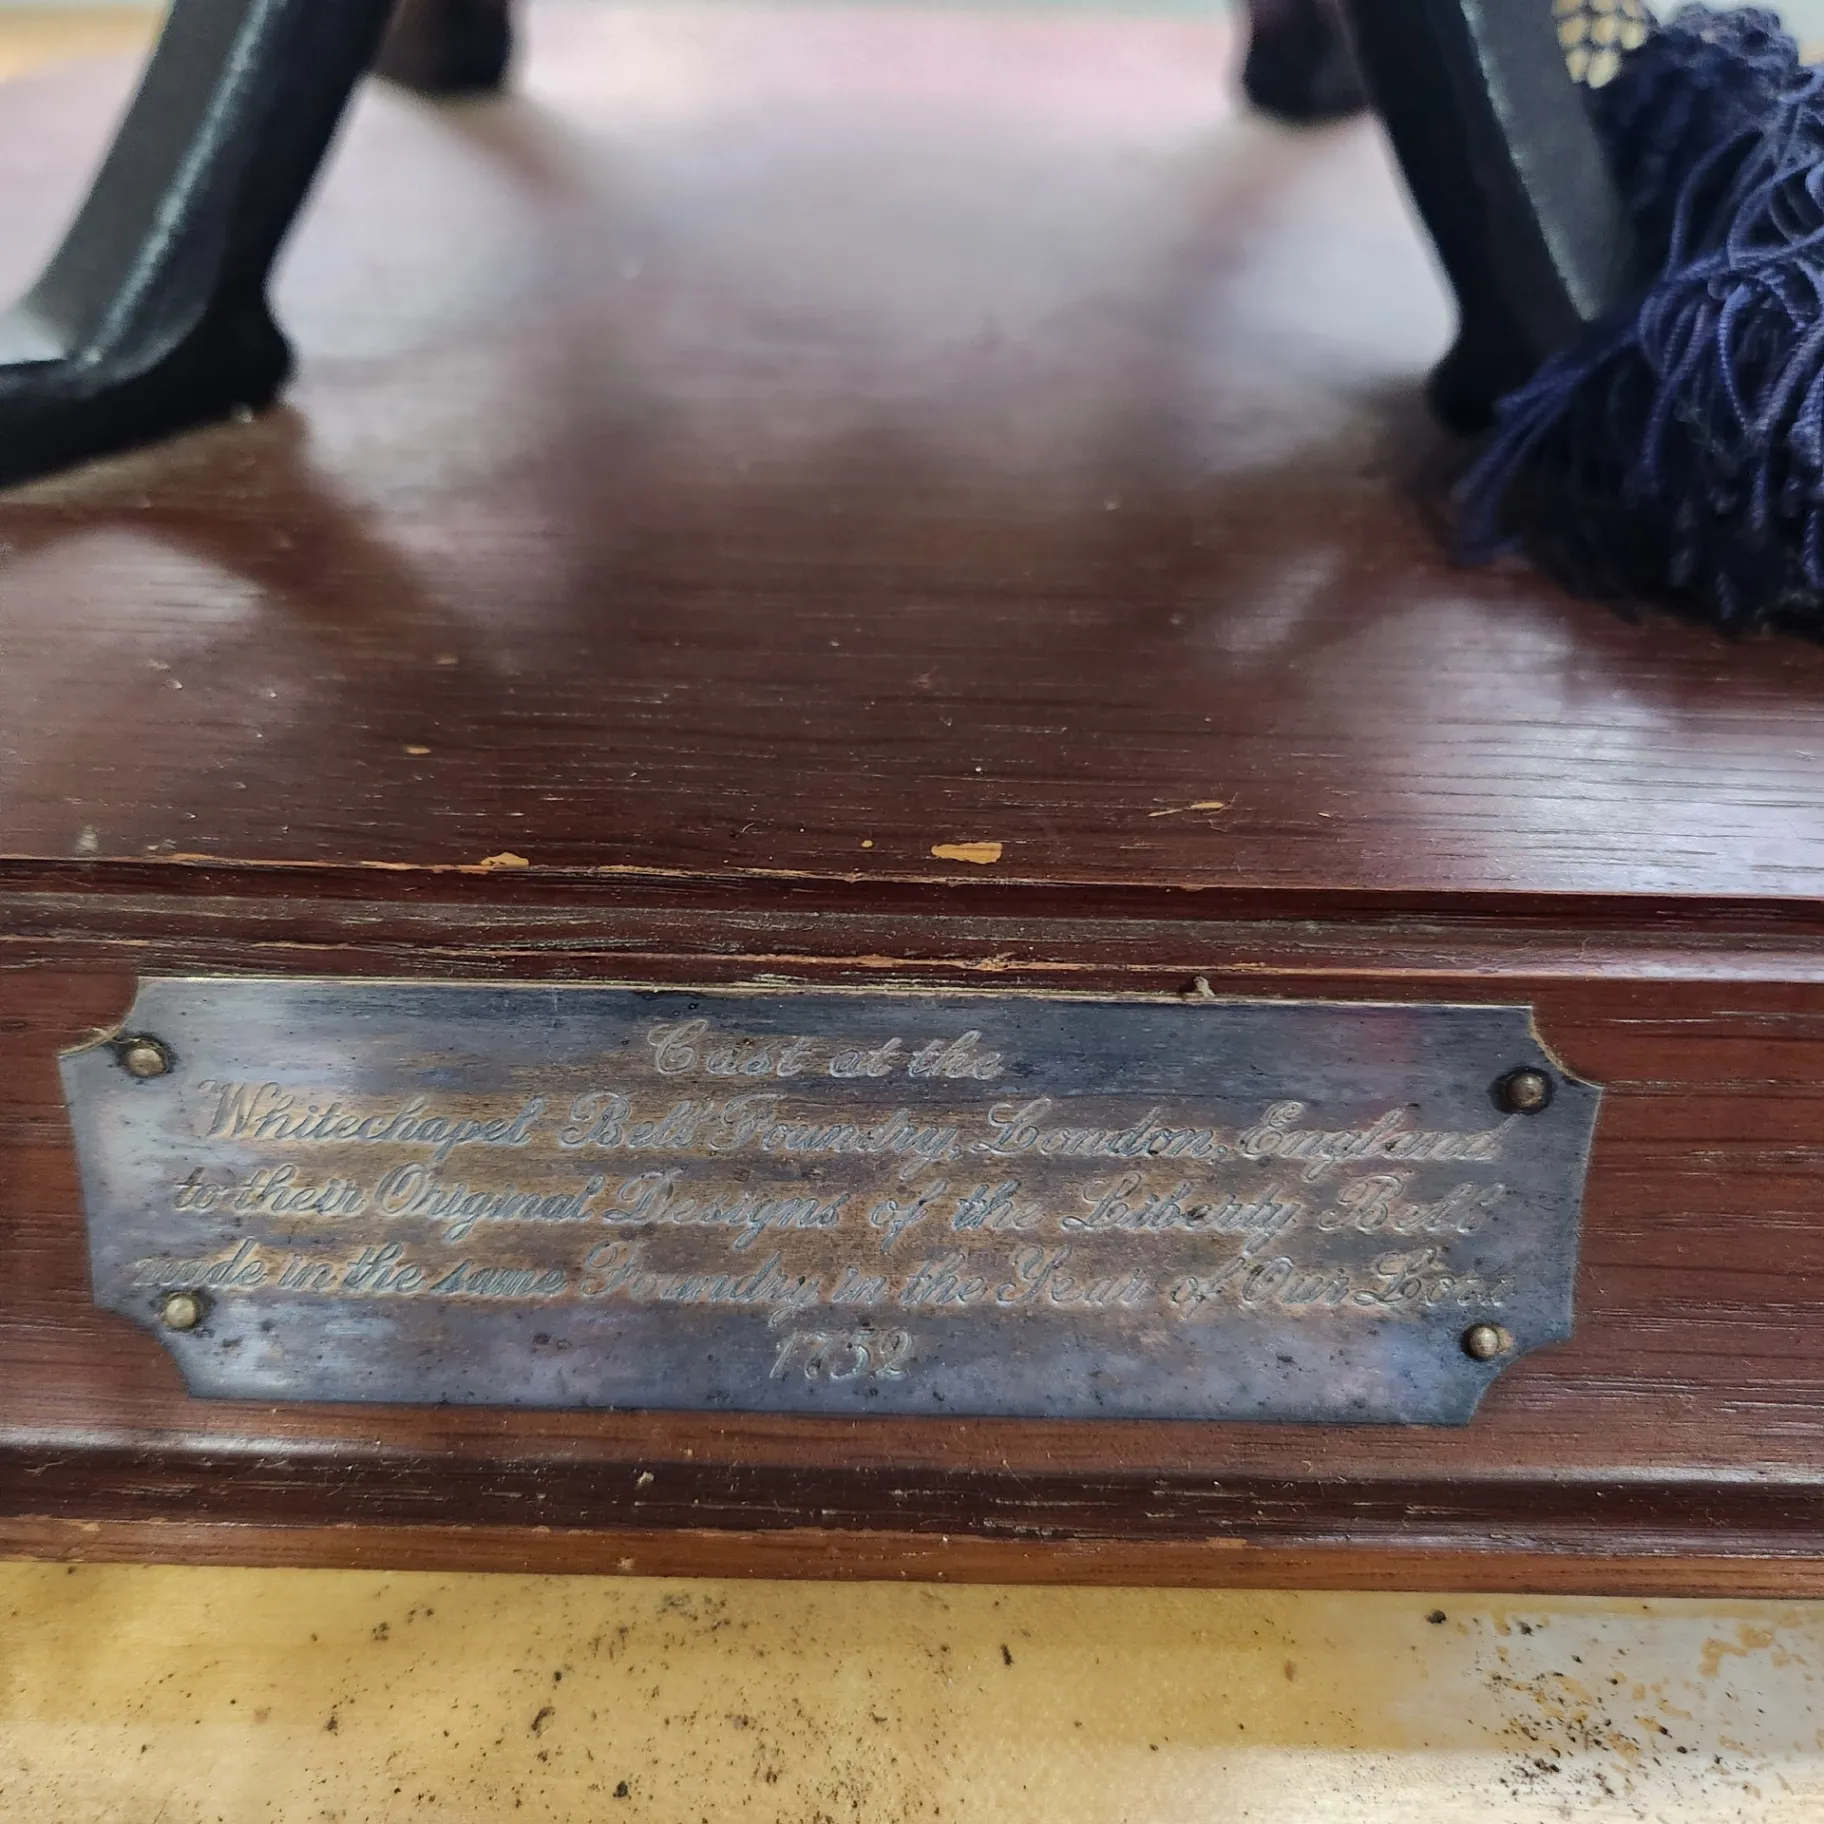 Cast at the
Whitechapel Bell Foundry, London, England
to their Original Designs of the Liberty Bell
made in the same Foundry in the Year of Our Lord
1752